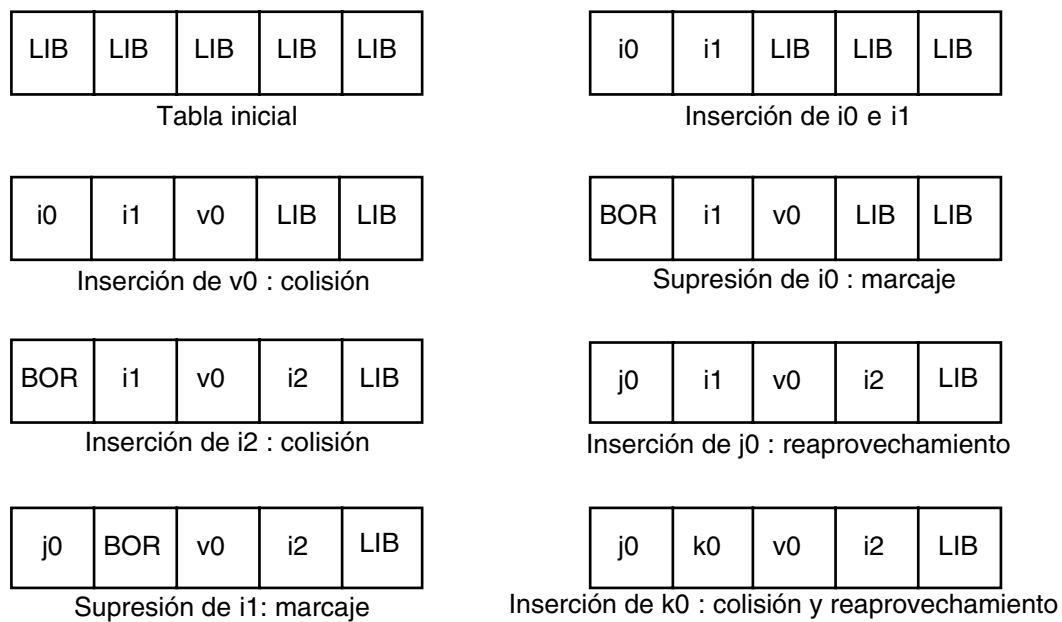 LIB LIB LIB LIB LIB
Tabla inicial
i0 i1 LIB LIB LIB
Inserción de i0 e i1
i0 i1 v0 LIB LIB
Inserción de v0 : colisión
BOR i1 v0 LIB LIB
Supresión de i0 : marcaje
BOR i1 v0 i2 LIB
Inserción de i2 : colisión
j0 i1 v0 i2 LIB
Inserción de j0 : reaprovechamiento
j0 BOR v0 i2 LIB
Supresión de i1: marcaje
j0 k0 v0 i2 LIB
Inserción de k0 : colisión y reaprovechamiento